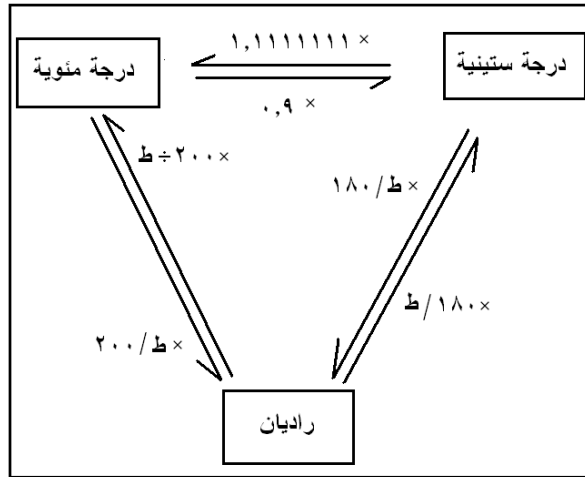 × ١,١١١١١١١
درجة ستينية
درجة مئوية
× ٠,٩
×٢٠٠÷ط
× ط/١٨٠
×١٨٠/ط
× ط/٢٠٠
راديان